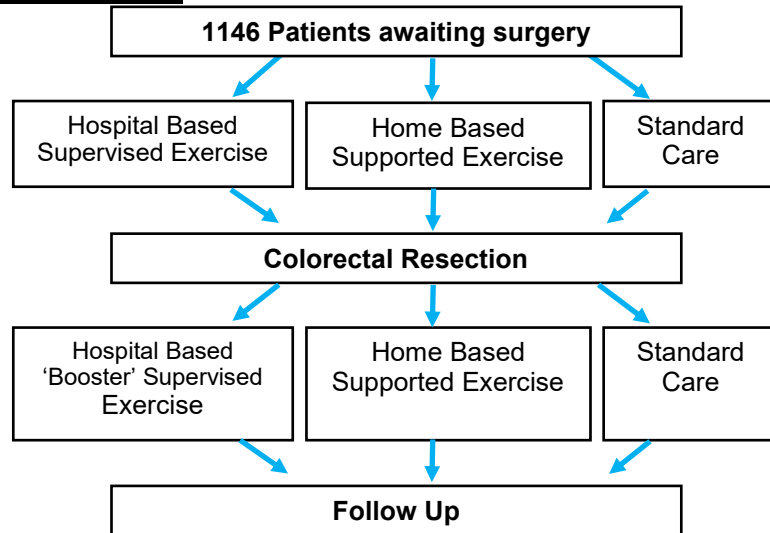 1146 Patients awaiting surgery
Hospital Based
Supervised Exercise
Home Based
Supported Exercise
Standard
Care
Colorectal Resection
Hospital Based
‘Booster’ Supervised
Exercise
Home Based
Supported Exercise
Standard
Care
Follow Up